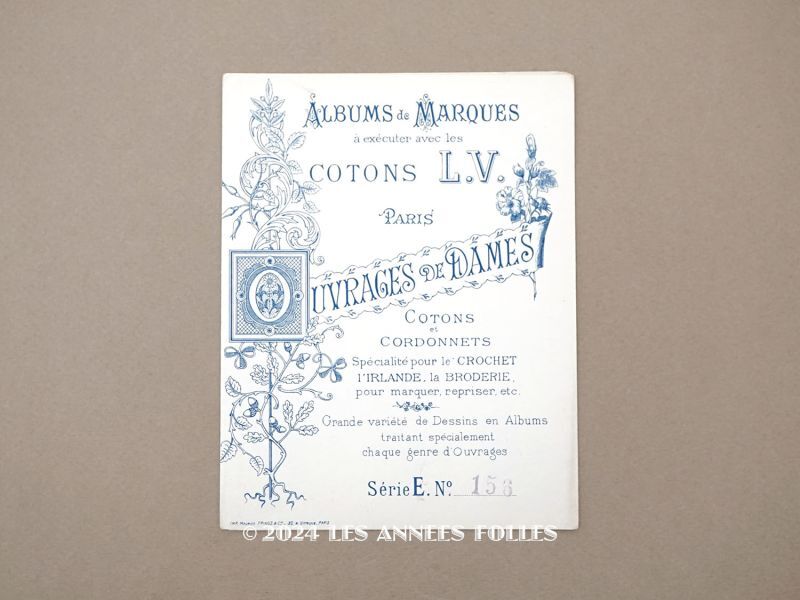 ALBUMS de MARQUES
à exécuter avec les
COTONS L.V.
PARIS
OUVRAGES DE DAMES
COTONS
et
CORDONNETS
Spécialité pour le CROCHET
l'IRLANDE, la BRODERIE,
pour marquer, repriser, etc.
Grande variété de Dessins en Albums
traitant spécialement
chaque genre d'Ouvrages
Série E. Nº 156
PARIS
©2024 LES ANNEES FOLLES